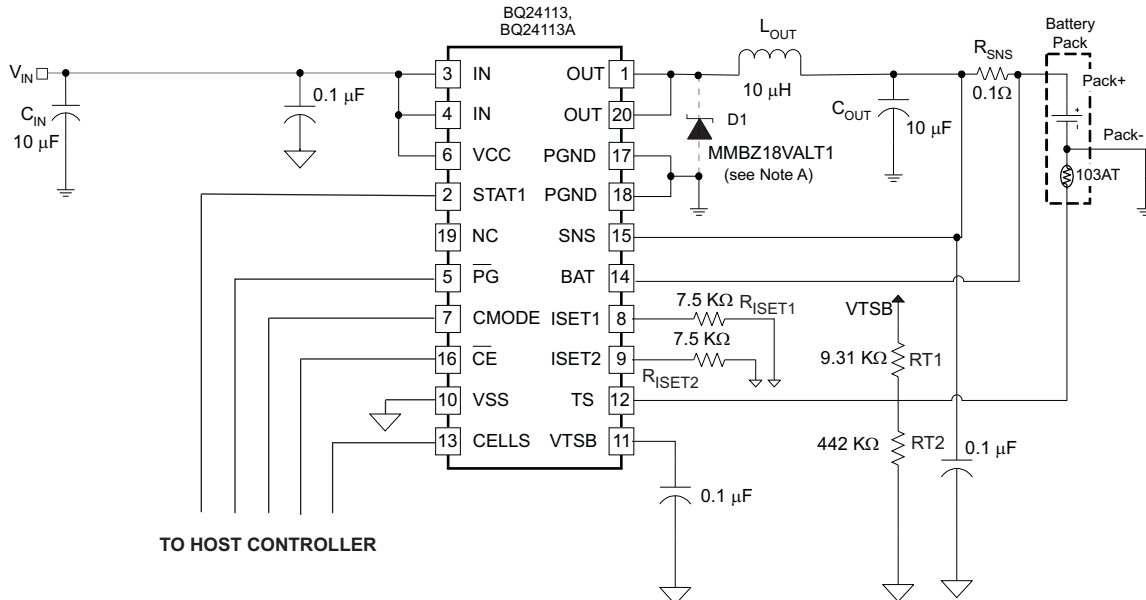 BQ24113,
BQ24113A
V_IN
C_IN
10 μF
0.1 μF
3 IN
4 IN
6 VCC
2 STAT1
19 NC
5 P̅G̅
7 CMODE
16 C̅E̅
10 VSS
13 CELLS
OUT 1
OUT 20
PGND 17
PGND 18
SNS 15
BAT 14
ISET1 8
ISET2 9
TS 12
VTSB 11
L_OUT
10 μH
D1
MMBZ18VALT1
(see Note A)
C_OUT
10 μF
R_SNS
0.1Ω
Battery
Pack
Pack+
+
-
Pack-
103AT
7.5 KΩ R_ISET1
7.5 KΩ
R_ISET2
VTSB
9.31 KΩ RT1
442 KΩ RT2
0.1 μF
0.1 μF
TO HOST CONTROLLER